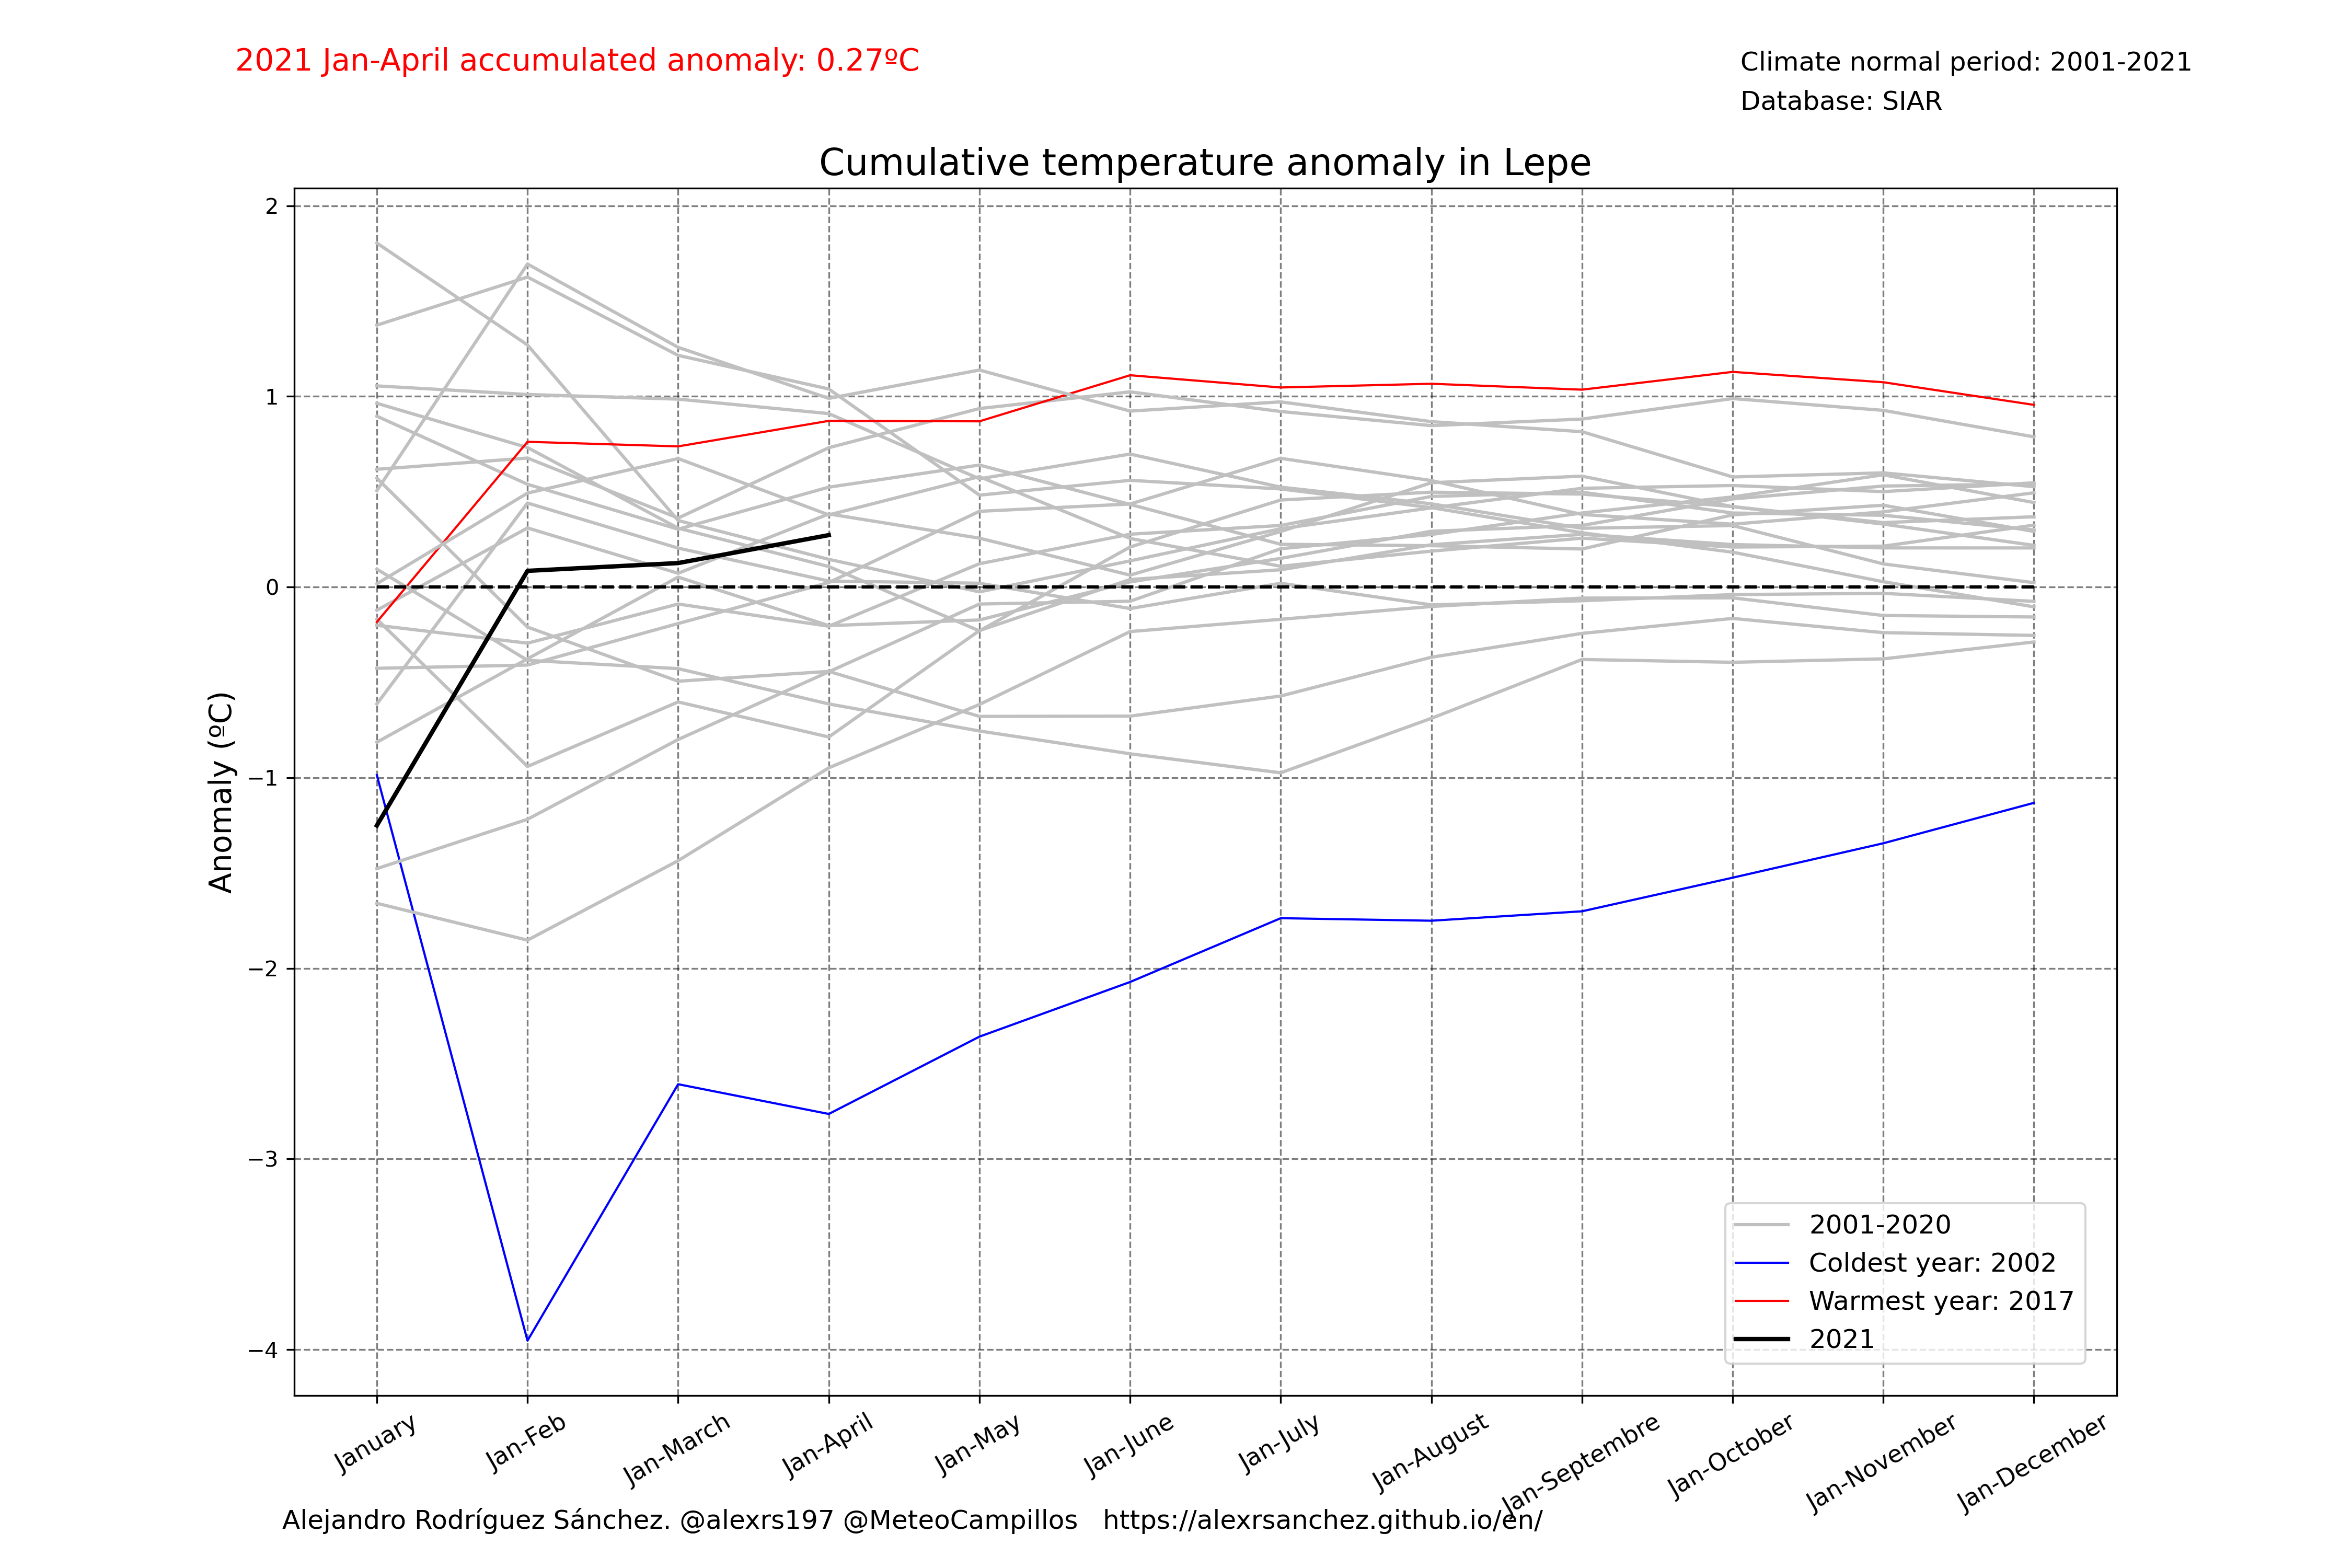 2021 Jan-April accumulated anomaly: 0.27ºC
Climate normal period: 2001-2021
Database: SIAR
Cumulative temperature anomaly in Lepe
Anomaly (ºC)
2
1
0
−1
−2
−3
−4
2001-2020
Coldest year: 2002
Warmest year: 2017
2021
January
Jan-Feb
Jan-March
Jan-April
Jan-May
Jan-June
Jan-July
Jan-August
Jan-Septembre
Jan-October
Jan-November
Jan-December
Alejandro Rodríguez Sánchez. @alexrs197 @MeteoCampillos https://alexrsanchez.github.io/en/